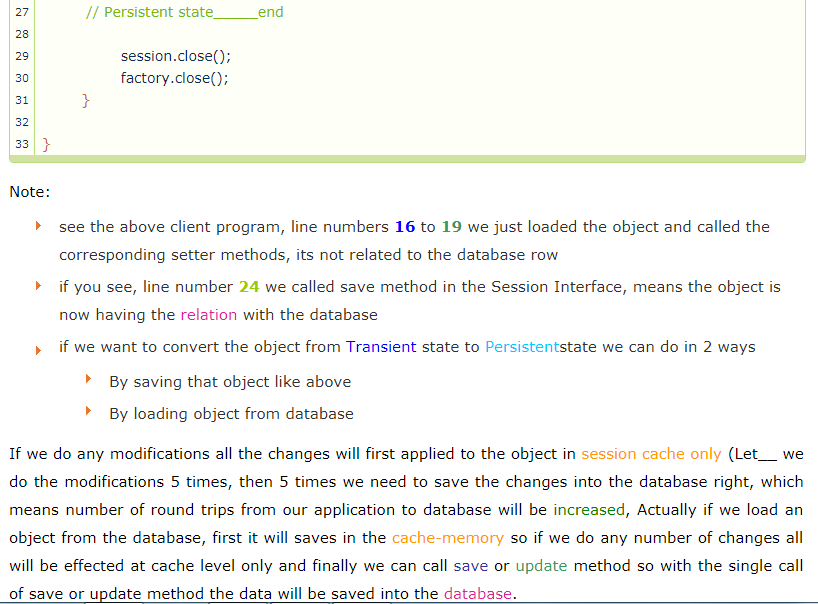 27 // Persistent state______end
28
29 session.close();
30 factory.close();
31 }
32
33 }
Note:
see the above client program, line numbers 16 to 19 we just loaded the object and called the
corresponding setter methods, its not related to the database row
if you see, line number 24 we called save method in the Session Interface, means the object is
now having the relation with the database
if we want to convert the object from Transient state to Persistentstate we can do in 2 ways
By saving that object like above
By loading object from database
If we do any modifications all the changes will first applied to the object in session cache only (Let__ we
do the modifications 5 times, then 5 times we need to save the changes into the database right, which
means number of round trips from our application to database will be increased, Actually if we load an
object from the database, first it will saves in the cache-memory so if we do any number of changes all
will be effected at cache level only and finally we can call save or update method so with the single call
of save or update method the data will be saved into the database.